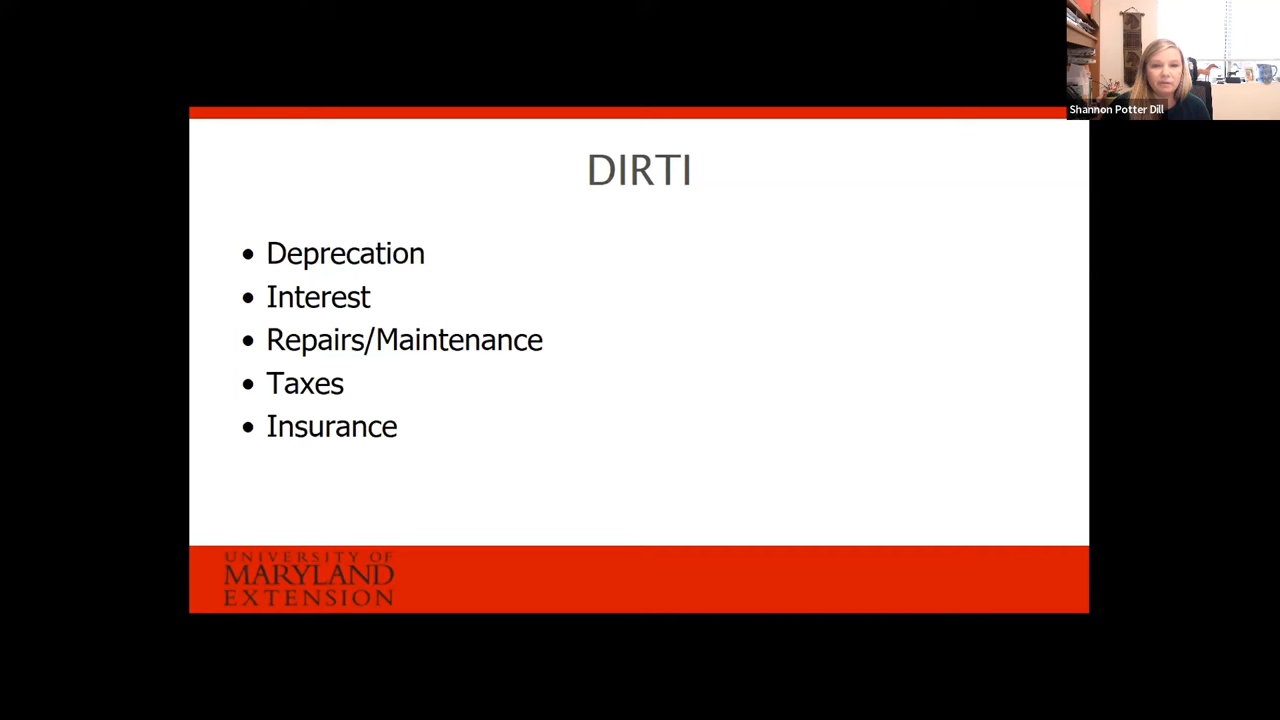 Shannon Potter Dill
DIRTI
• Deprecation
• Interest
• Repairs/Maintenance
• Taxes
• Insurance
UNIVERSITY OF
MARYLAND
EXTENSION